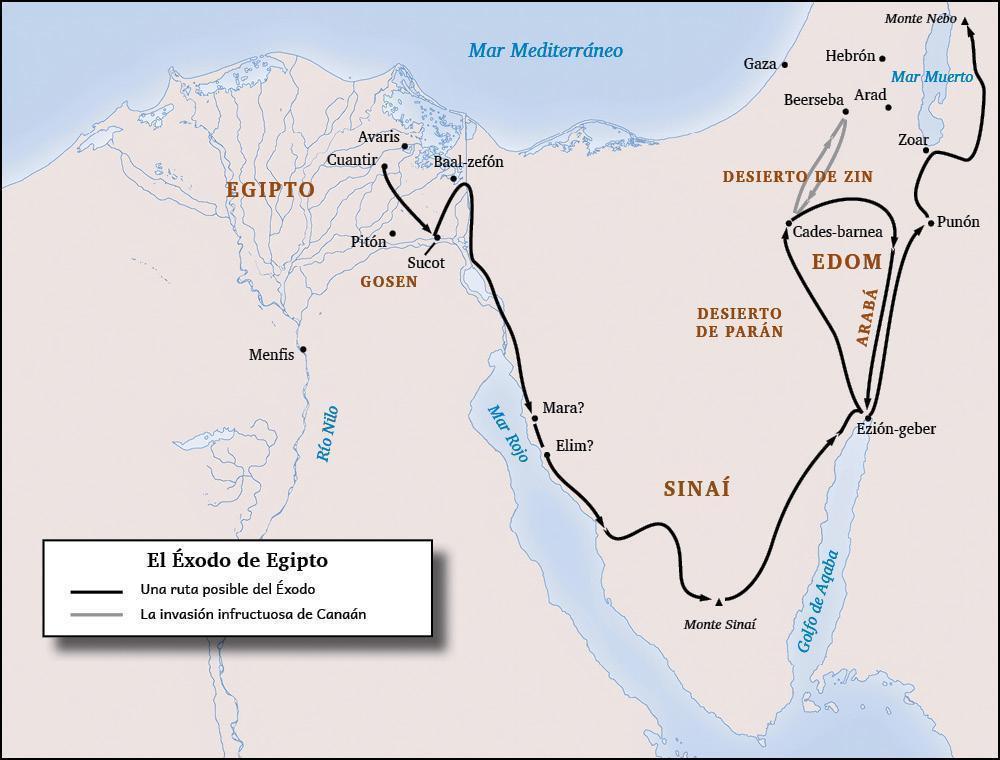 Monte Nebo
Mar Mediterráneo
Gaza
Hebrón
Mar Muerto
Beerseba
Arad
Avaris
Cuantir
Baal-zefón
Zoar
EGIPTO
DESIERTO DE ZIN
Pitón
Sucot
Cades-barnea
Punón
GOSEN
EDOM
DESIERTO
DE PARÁN
ARABÁ
Menfis
Río Nilo
Mar Rojo
Mara?
Elim?
Ezión-geber
SINAÍ
Monte Sinaí
Golfo de Aqaba
El Éxodo de Egipto
Una ruta posible del Éxodo
La invasión infructuosa de Canaán